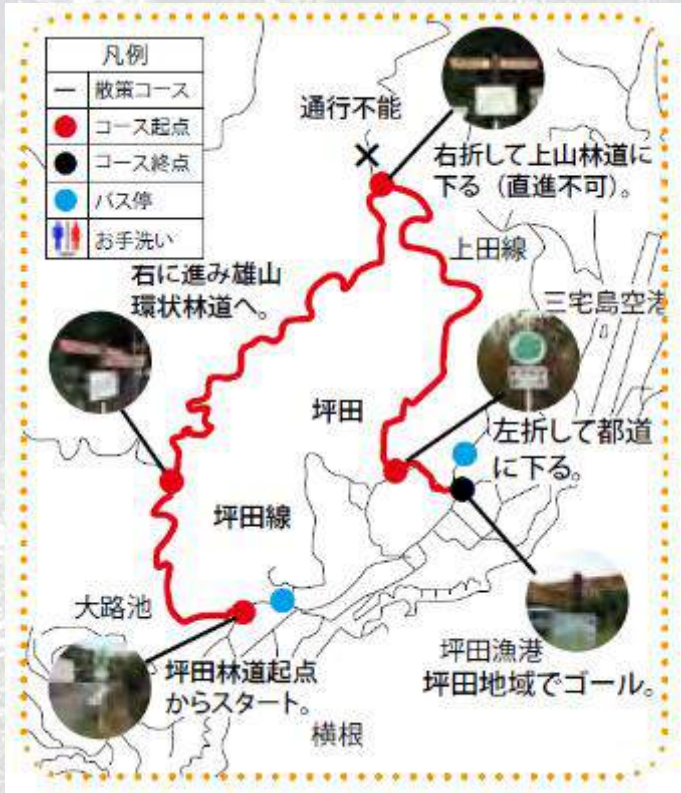 凡例
散策コース
コース起点
コース終点
バス停
お手洗い
通行不能
右折して上山林道に
下る（直進不可）。
上田線
右に進み雄山
環状林道へ。
三宅島空港
坪田
左折して都道
に下る。
坪田線
大路池
坪田林道起点
からスタート。
坪田漁港
坪田地域でゴール。
横根